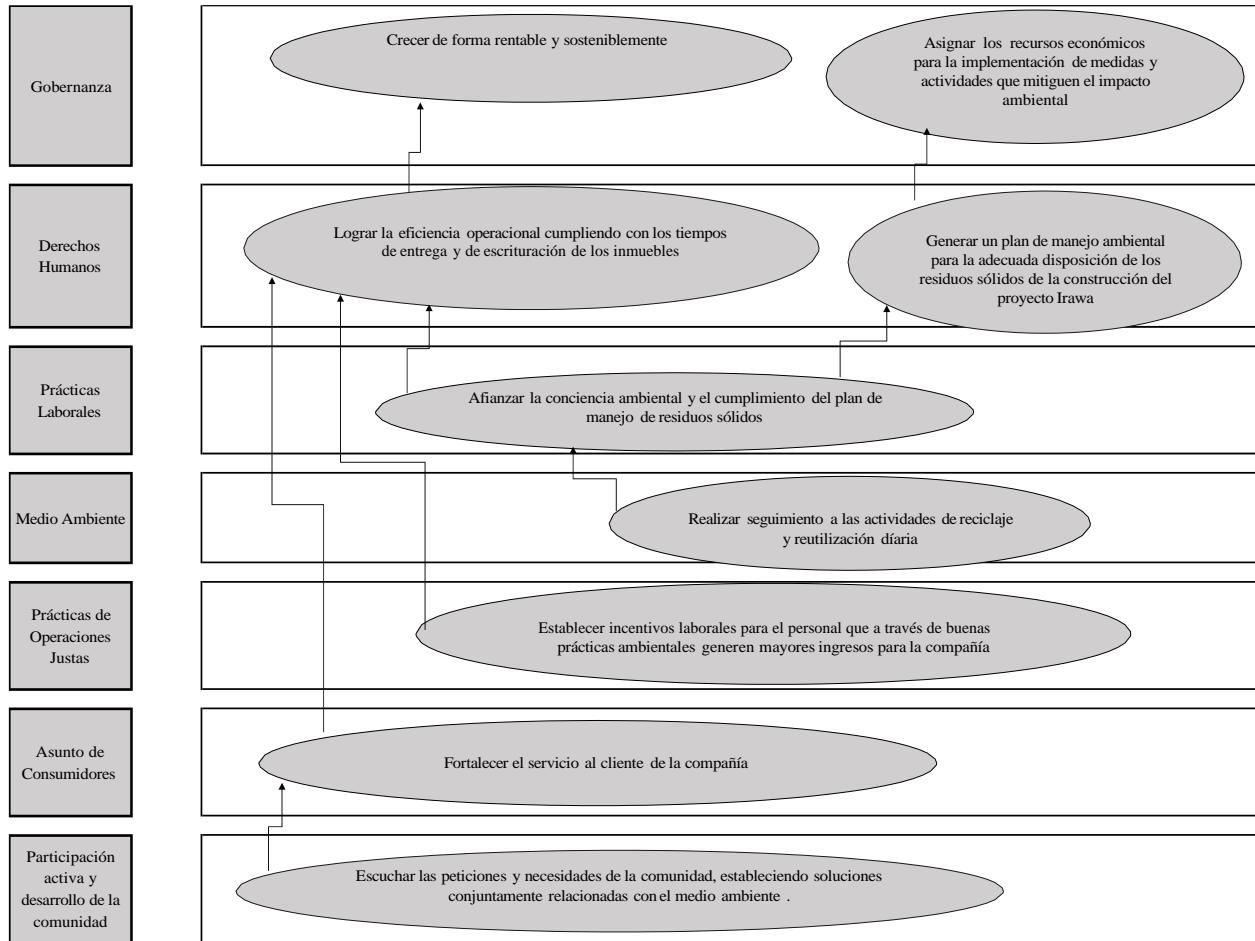 Gobernanza
Crecer de forma rentable y sosteniblemente
Asignar los recursos económicos
para la implementación de medidas y
actividades que mitiguen el impacto
ambiental
Derechos
Humanos
Lograr la eficiencia operacional cumpliendo con los tiempos
de entrega y de escrituración de los inmuebles
Generar un plan de manejo ambiental
para la adecuada disposición de los
residuos sólidos de la construcción del
proyecto Irawa
Prácticas
Laborales
Afianzar la conciencia ambiental y el cumplimiento del plan de
manejo de residuos sólidos
Medio Ambiente
Realizar seguimiento a las actividades de reciclaje
y reutilización díaria
Prácticas de
Operaciones
Justas
Establecer incentivos laborales para el personal que a través de buenas
prácticas ambientales generen mayores ingresos para la compañía
Asunto de
Consumidores
Fortalecer el servicio al cliente de la compañía
Participación
activa y
desarrollo de la
comunidad
Escuchar las peticiones y necesidades de la comunidad, estableciendo soluciones
conjuntamente relacionadas con el medio ambiente .